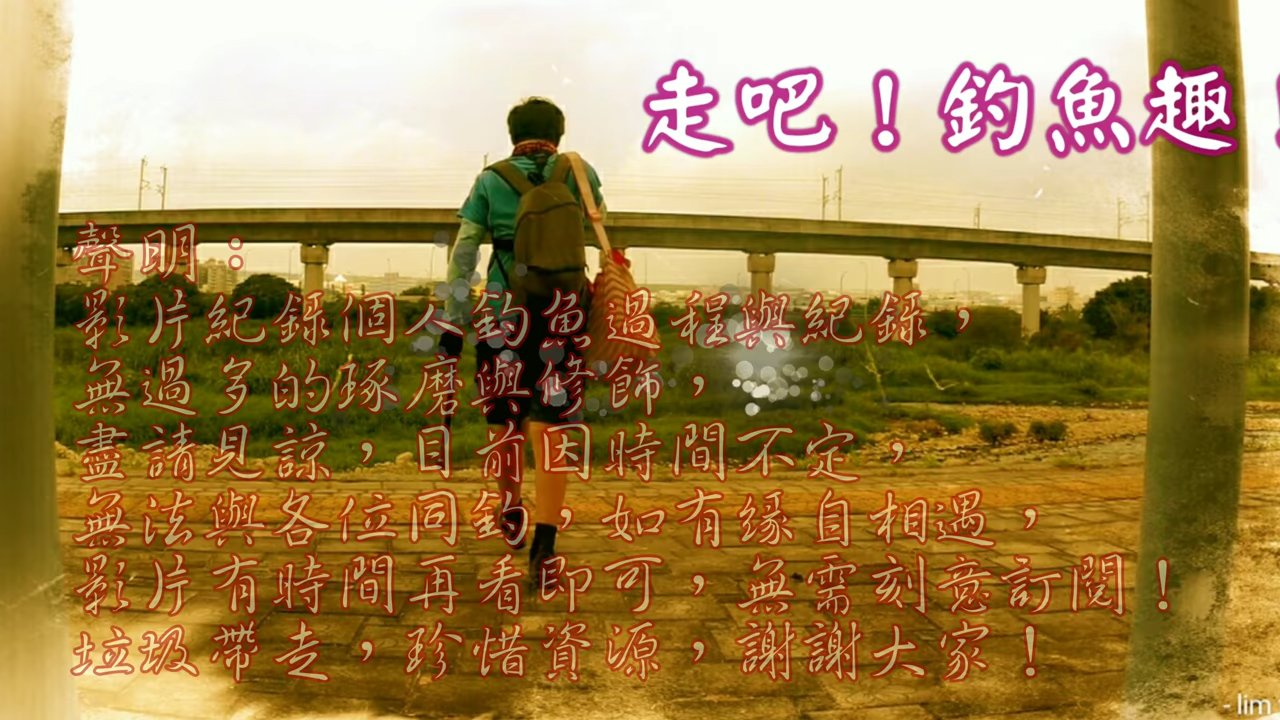 走吧！釣魚趣！
聲明：
影片紀錄個人釣魚過程與紀錄，
無過多的琢磨與修飾，
盡請見諒，目前因時間不定，
無法與各位同釣，如有緣自相遇，
影片有時間再看即可，無需刻意訂閱！
垃圾帶走，珍惜資源，謝謝大家！
- lim